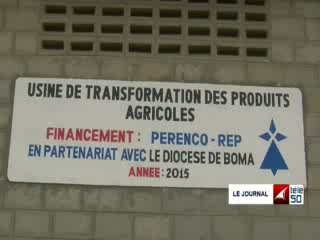 USINE DE TRANSFORMATION DES PRODUITS
AGRICOLES
FINANCEMENT : PERENCO - REP
EN PARTENARIAT AVEC LE DIOCESE DE BOMA
ANNEE : 2015
LE JOURNAL
télé
50